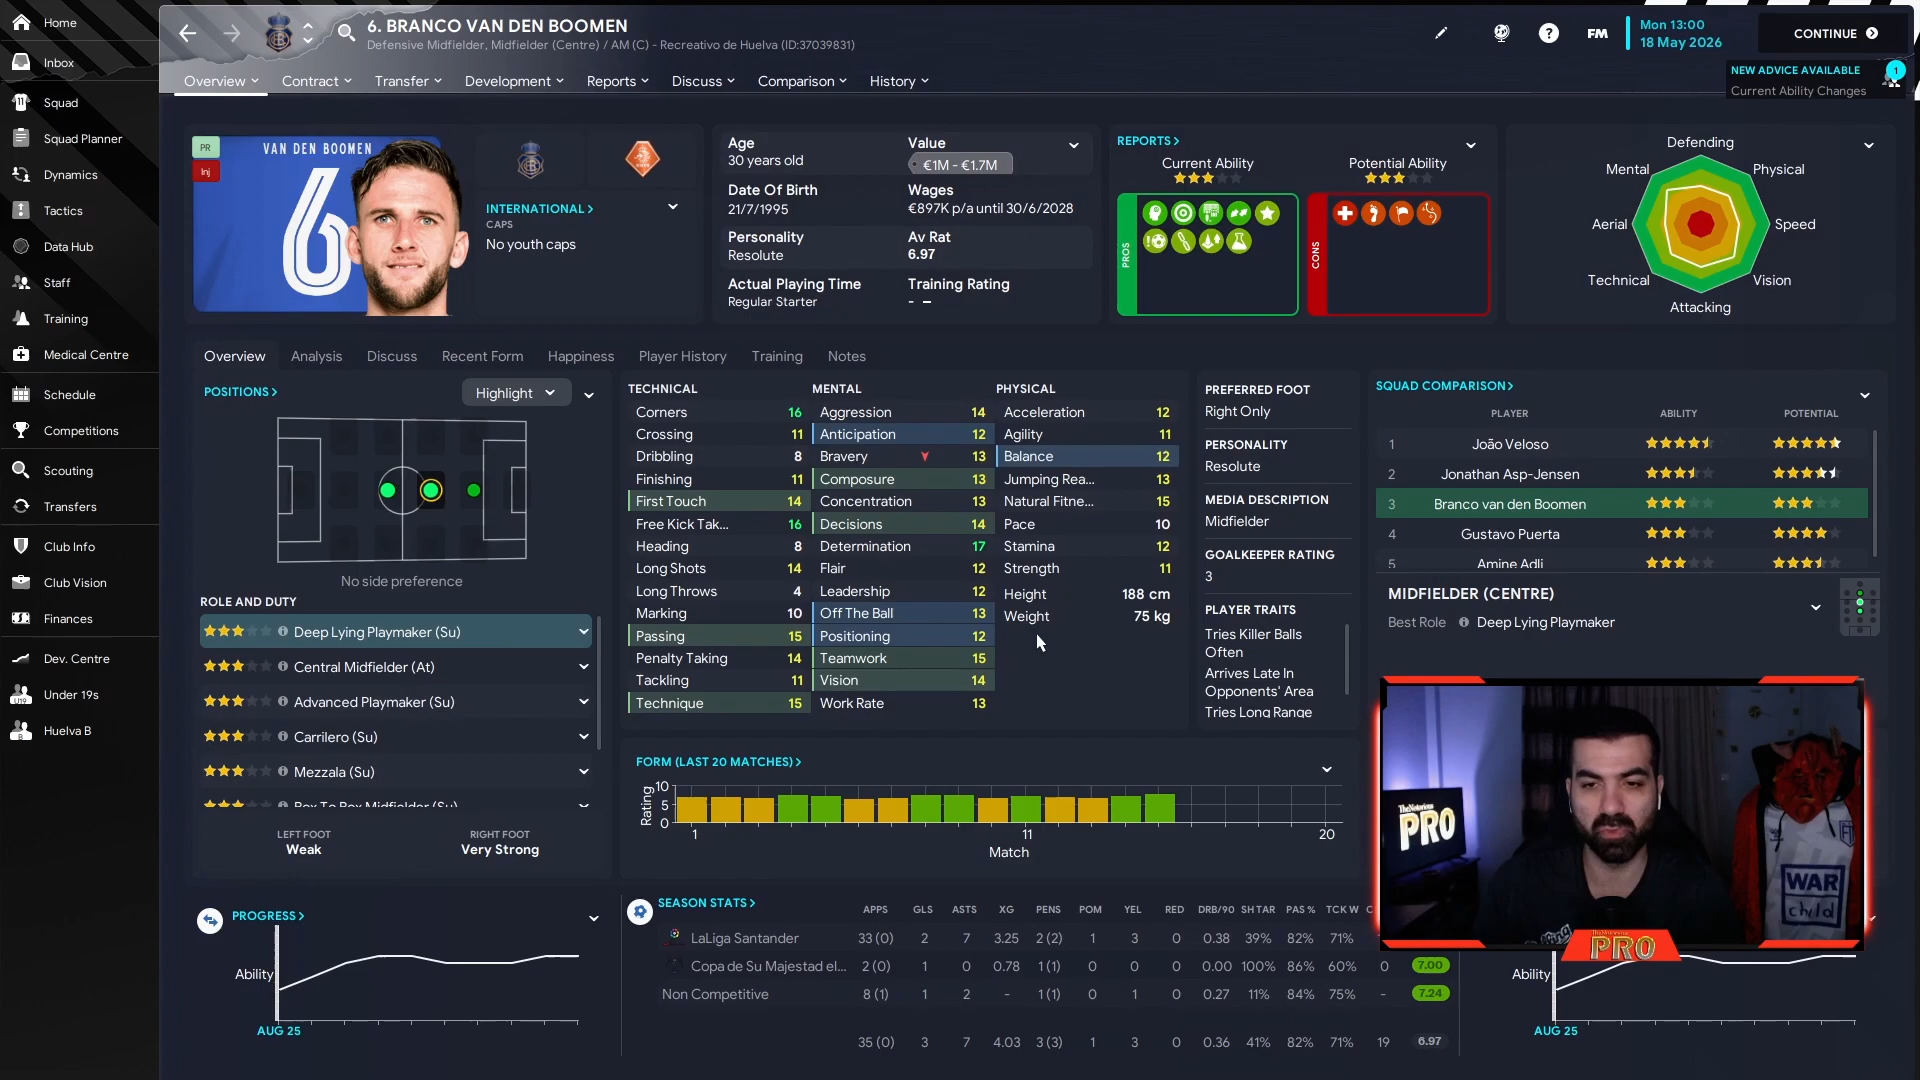 Home
Inbox
Squad
Squad Planner
Dynamics
Tactics
Data Hub
Staff
Training
Medical Centre
Schedule
Competitions
Scouting
Transfers
Club Info
Club Vision
Finances
Dev. Centre
Under 19s
Huelva B
6. BRANCO VAN DEN BOOMEN
Defensive Midfielder, Midfielder (Centre) / AM (C) - Recreativo de Huelva (ID:37039831)
FM
Mon 13:00
18 May 2026
CONTINUE
NEW ADVICE AVAILABLE
1
Current Ability Changes
Overview Contract Transfer Development Reports Discuss Comparison History
PR
Inj
VAN DEN BOOMEN
6
INTERNATIONAL >
CAPS
No youth caps
Age
30 years old
Value
€1M - €1.7M
Date Of Birth
21/7/1995
Wages
€897K p/a until 30/6/2028
Personality
Resolute
Av Rat
6.97
Actual Playing Time
Regular Starter
Training Rating
- –
REPORTS >
Current Ability
Potential Ability
PROS
CONS
Defending
Mental Physical
Aerial Speed
Technical Vision
Attacking
Overview Analysis Discuss Recent Form Happiness Player History Training Notes
POSITIONS >
Highlight
No side preference
ROLE AND DUTY
Deep Lying Playmaker (Su)
Central Midfielder (At)
Advanced Playmaker (Su)
Carrilero (Su)
Mezzala (Su)
Box To Box Midfielder (Su)
LEFT FOOT
Weak
RIGHT FOOT
Very Strong
TECHNICAL
Corners 16
Crossing 11
Dribbling 8
Finishing 11
First Touch 14
Free Kick Tak... 16
Heading 8
Long Shots 14
Long Throws 4
Marking 10
Passing 15
Penalty Taking 14
Tackling 11
Technique 15
MENTAL
Aggression 14
Anticipation 12
Bravery 13
Composure 13
Concentration 13
Decisions 14
Determination 17
Flair 12
Leadership 12
Off The Ball 13
Positioning 12
Teamwork 15
Vision 14
Work Rate 13
PHYSICAL
Acceleration 12
Agility 11
Balance 12
Jumping Rea... 13
Natural Fitne... 15
Pace 10
Stamina 12
Strength 11
Height 188 cm
Weight 75 kg
PREFERRED FOOT
Right Only
PERSONALITY
Resolute
MEDIA DESCRIPTION
Midfielder
GOALKEEPER RATING
3
PLAYER TRAITS
Tries Killer Balls
Often
Arrives Late In
Opponents' Area
Tries Long Range
SQUAD COMPARISON >
PLAYER ABILITY POTENTIAL
1 João Veloso
2 Jonathan Asp-Jensen
3 Branco van den Boomen
4 Gustavo Puerta
5 Amine Adli
MIDFIELDER (CENTRE)
Best Role Deep Lying Playmaker
FORM (LAST 20 MATCHES) >
Rating
10
5
0
1 11 20
Match
PROGRESS >
Ability
AUG 25
SEASON STATS >
APPS GLS ASTS XG PENS POM YEL RED DRB/90 SH TAR PAS % TCK W C
LaLiga Santander 33 (0) 2 7 3.25 2 (2) 1 3 0 0.38 39% 82% 71%
Copa de Su Majestad el... 2 (0) 1 0 0.78 1 (1) 0 0 0 0.00 100% 86% 60% 0 7.00
Non Competitive 8 (1) 1 2 - 1 (1) 0 1 0 0.27 11% 84% 75% - 7.24
35 (0) 3 7 4.03 3 (3) 1 3 0 0.36 41% 82% 71% 19 6.97
Ability
AUG 25
TheNotorious
PRO
WAR
child
TheNotorious
PRO